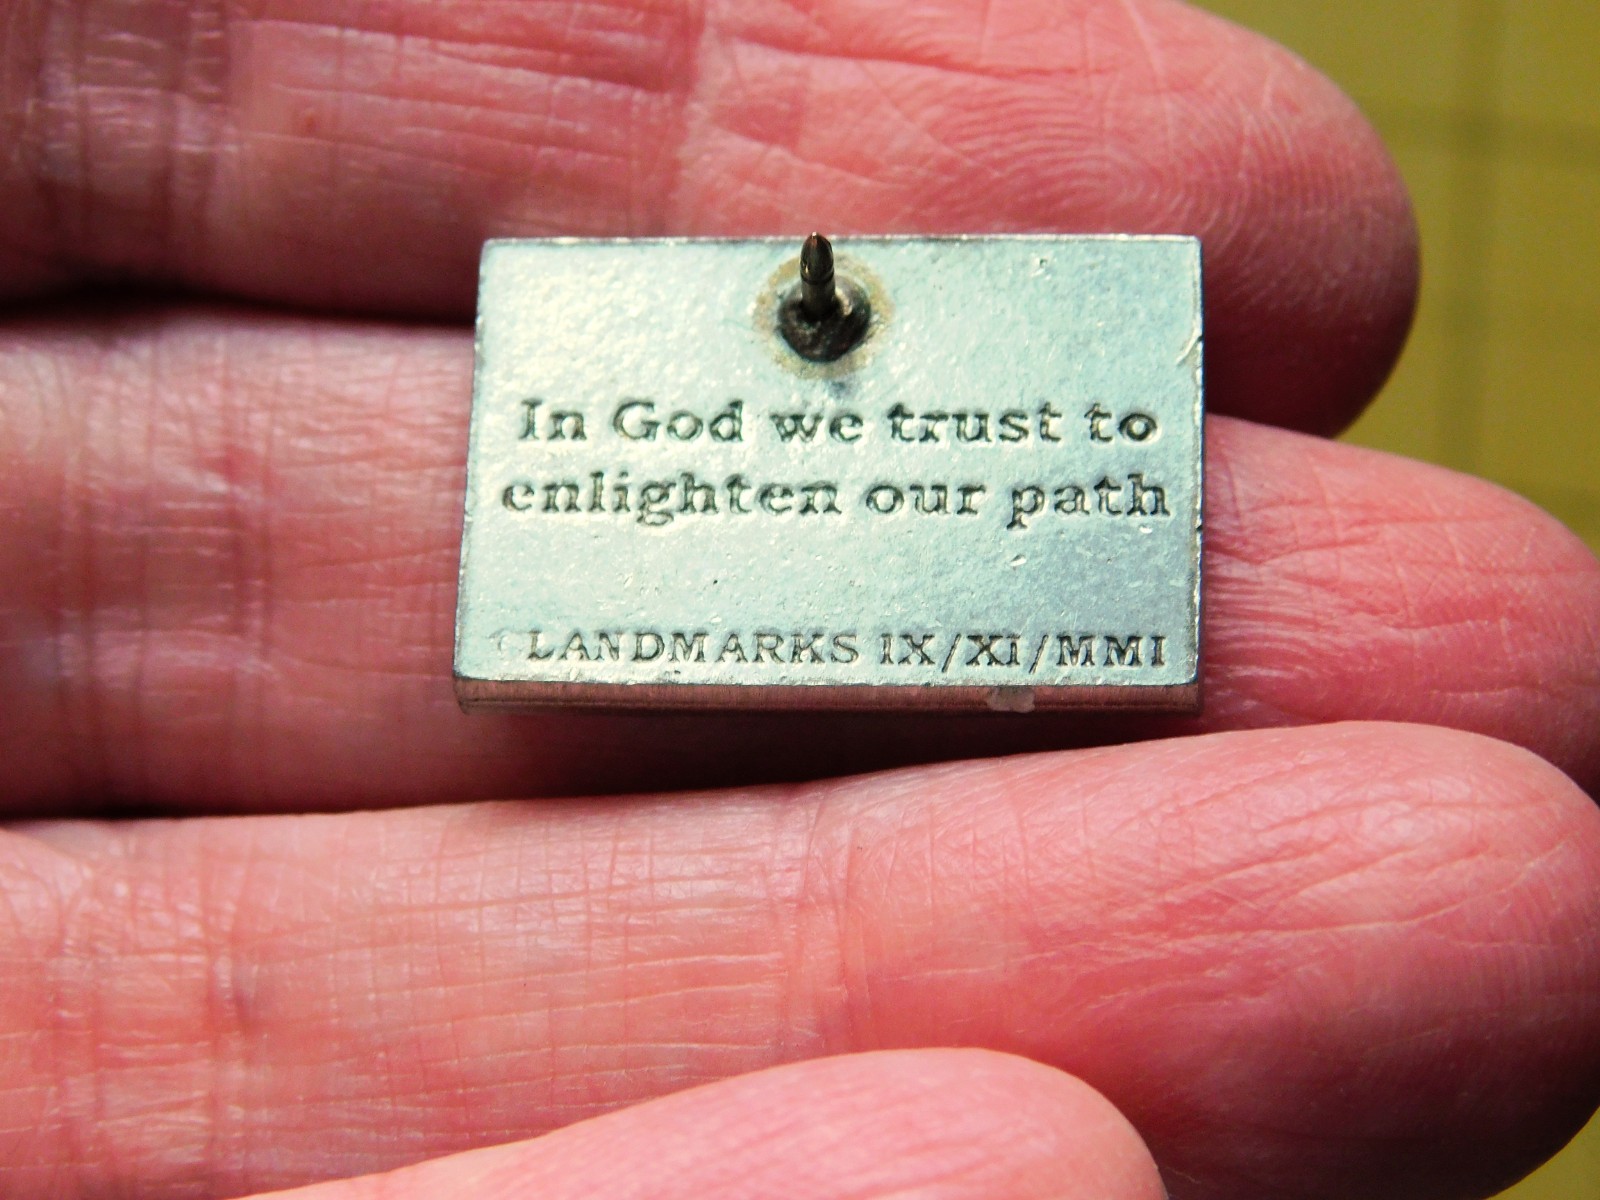 In God we trust to
enlighten our path
©LANDMARKS IX/XI/MMI